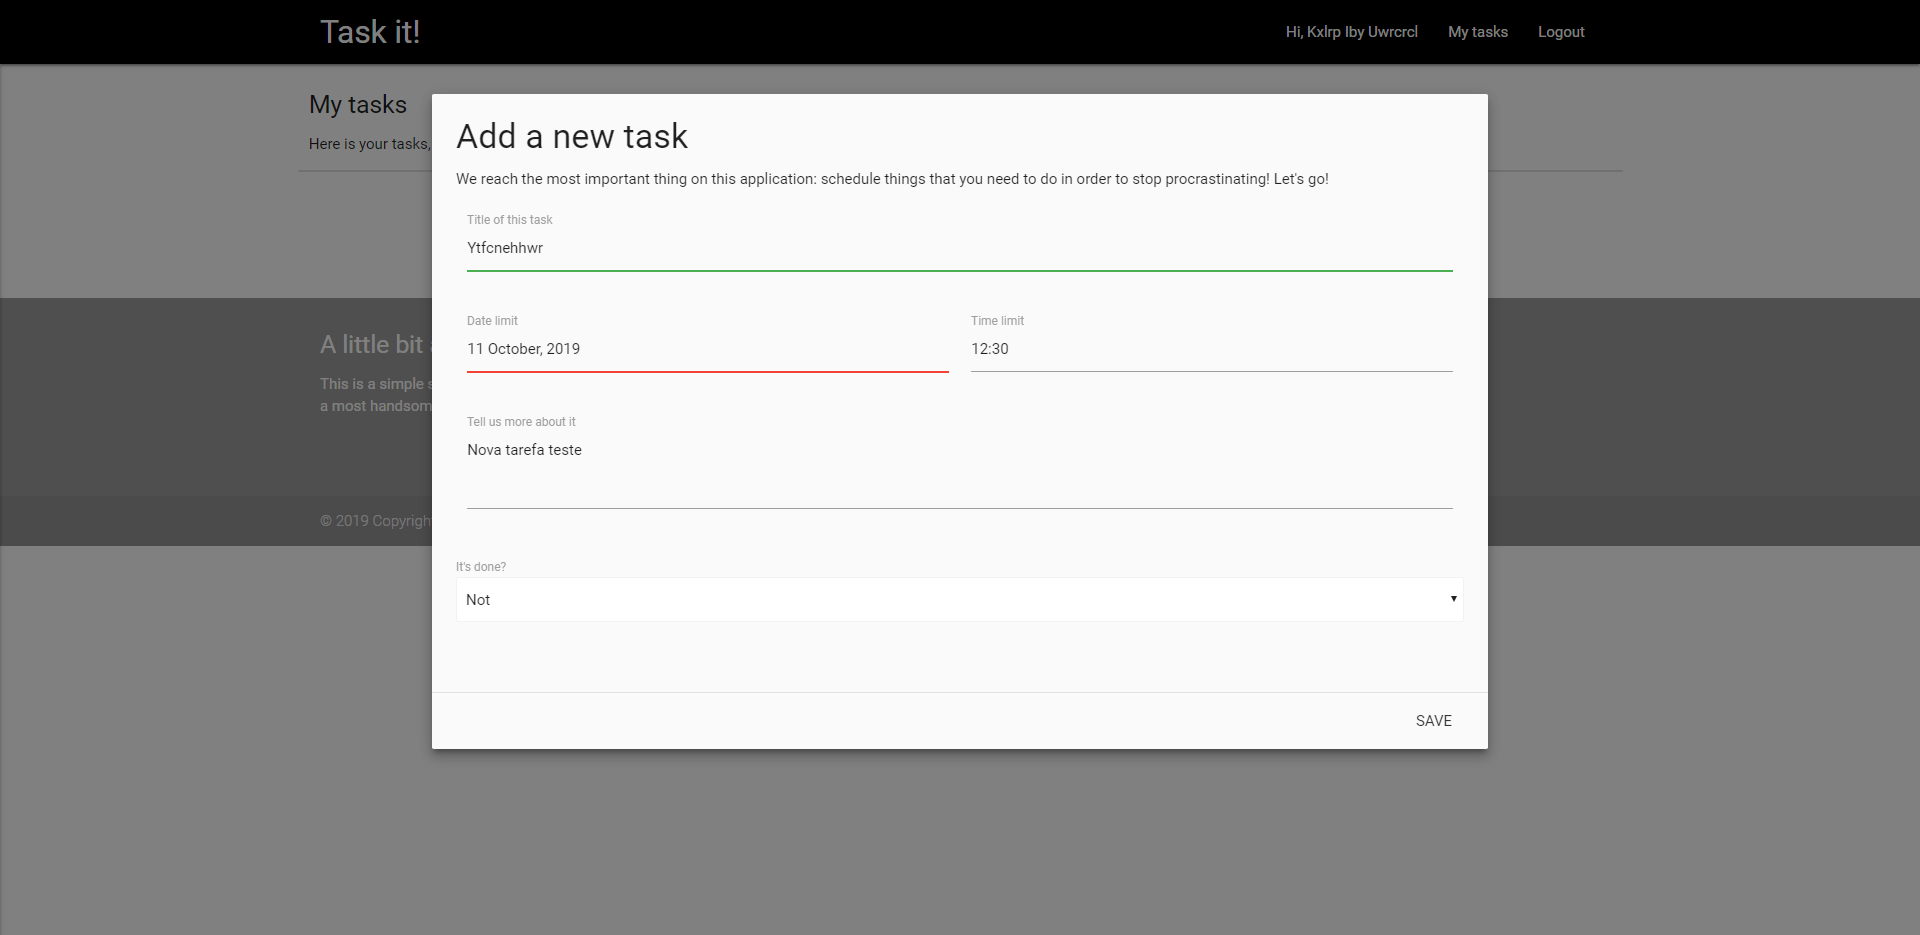 Task it!
Hi, Kxlrp Iby Uwrcrcl
My tasks
Logout
My tasks
Here is your tasks,
Add a new task
We reach the most important thing on this application: schedule things that you need to do in order to stop procrastinating! Let's go!
Title of this task
Ytfcnehhwr
Date limit
Time limit
11 October, 2019
12:30
Tell us more about it
Nova tarefa teste
It's done?
Not
SAVE
A little bit
This is a simple
a most
© 2019